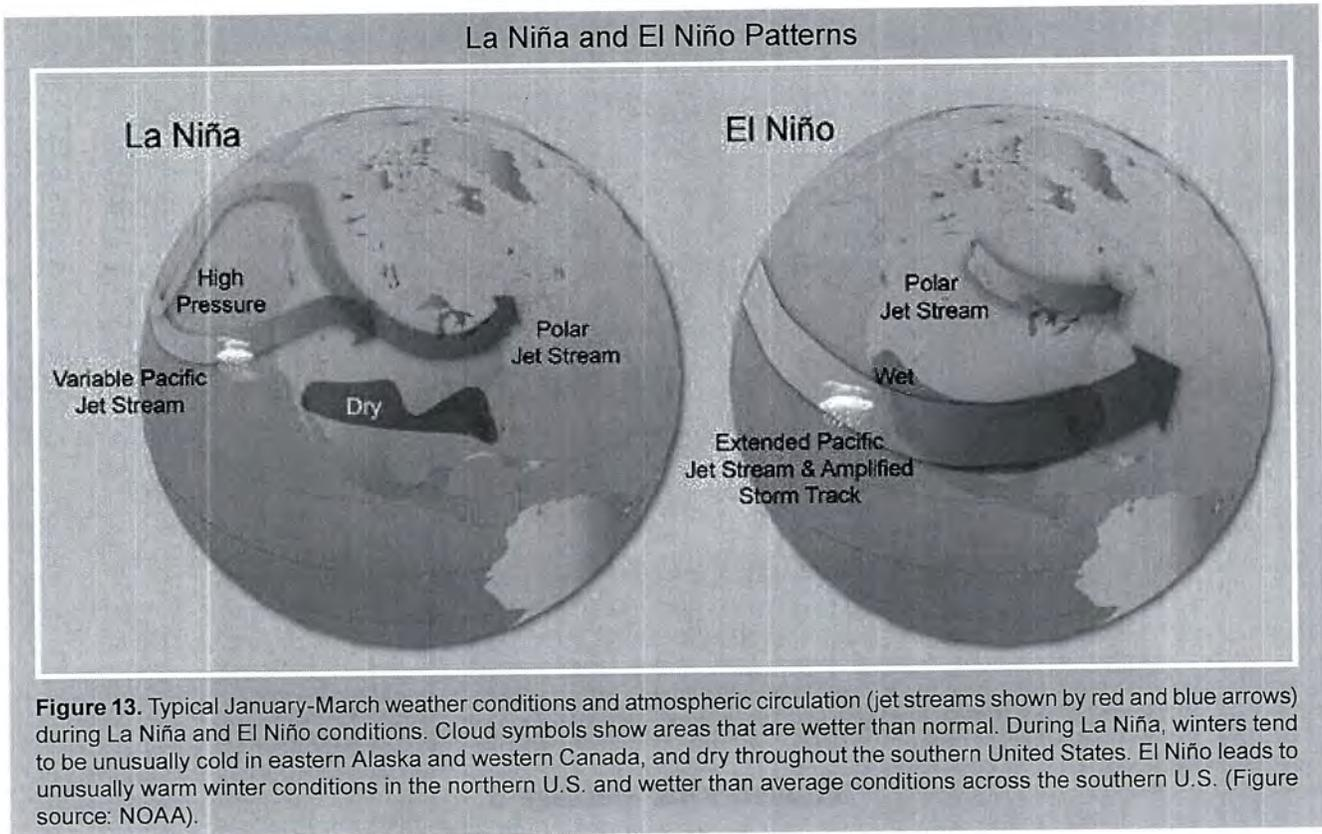 La Niña and El Niño Patterns
La Niña
High
Pressure
Variable Pacific
Jet Stream
Polar
Jet Stream
Dry
El Niño
Polar
Jet Stream
Wet
Extended Pacific
Jet Stream & Amplified
Storm Track
Figure 13. Typical January-March weather conditions and atmospheric circulation (jet streams shown by red and blue arrows)
during La Niña and El Niño conditions. Cloud symbols show areas that are wetter than normal. During La Niña, winters tend
to be unusually cold in eastern Alaska and western Canada, and dry throughout the southern United States. El Niño leads to
unusually warm winter conditions in the northern U.S. and wetter than average conditions across the southern U.S. (Figure
source: NOAA).